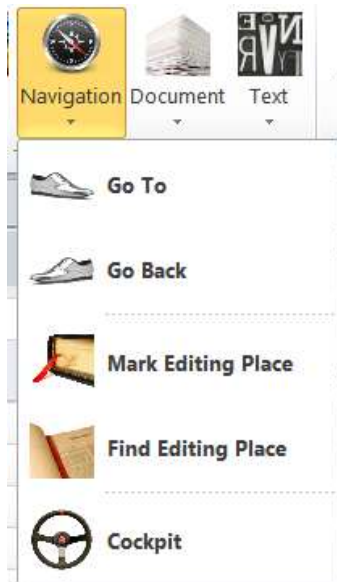 Navigation Document Text
Go To
Go Back
Mark Editing Place
Find Editing Place
Cockpit